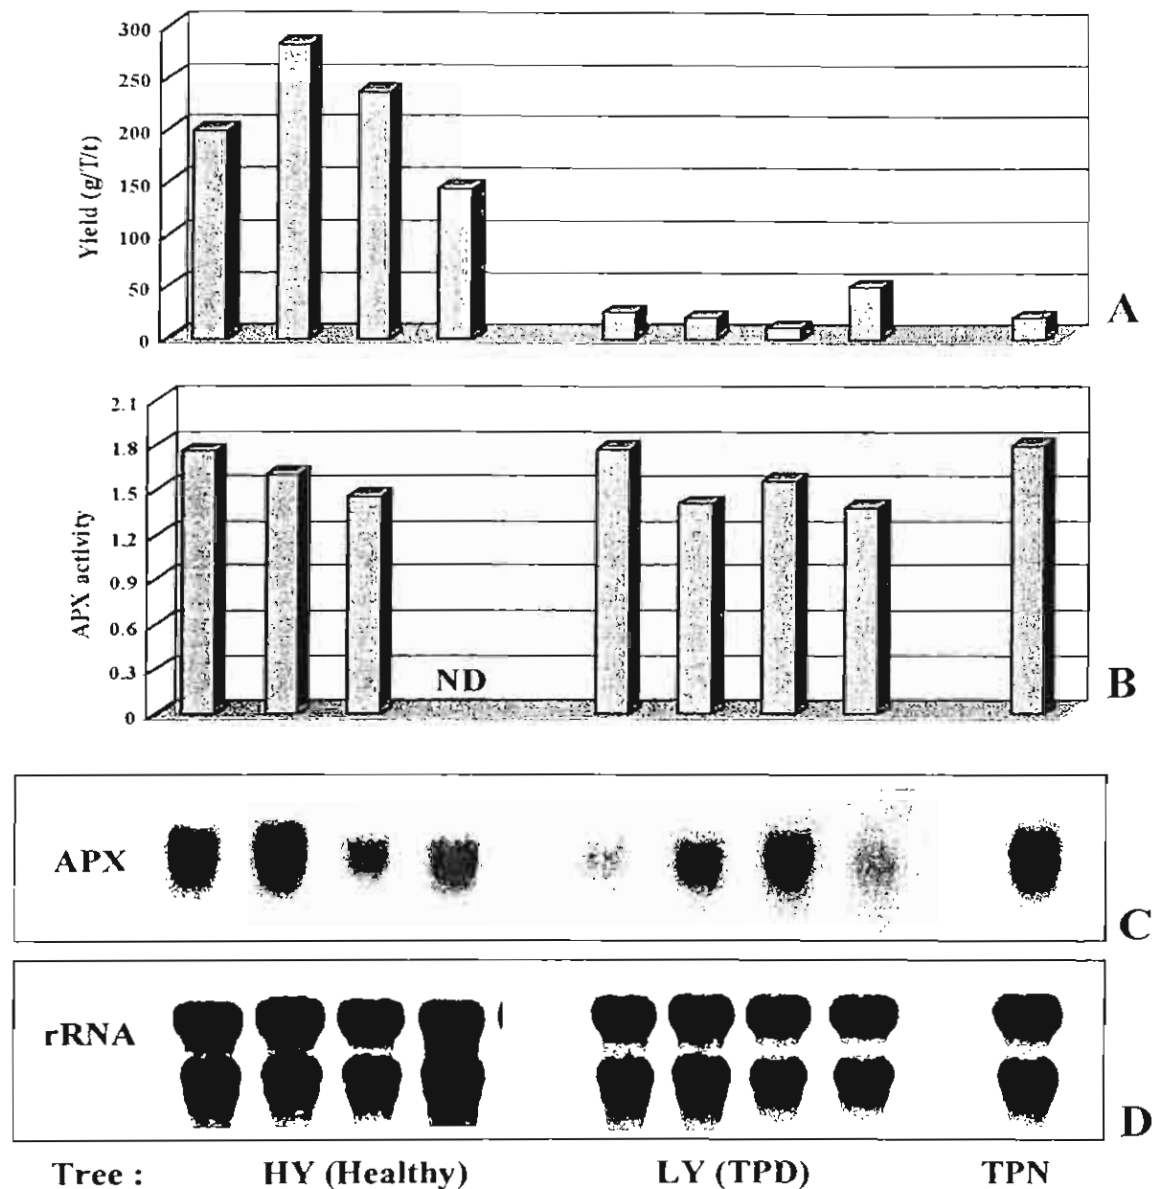 300
250
200
150
100
50
0
Yield (g/T/t)
A
2.1
1.8
1.5
1.2
0.9
0.6
0.3
0
APX activity
ND
B
APX
C
rRNA
D
Tree : HY (Healthy) LY (TPD) TPN